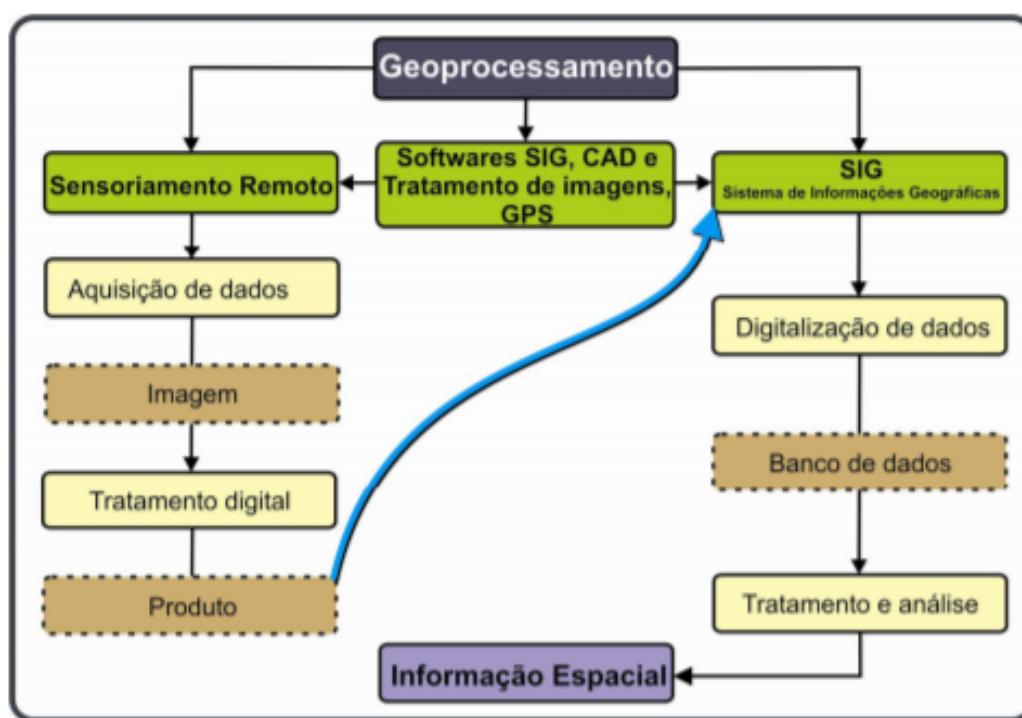 Geoprocessamento
Sensoriamento Remoto
Softwares SIG, CAD e
Tratamento de imagens,
GPS
SIG
Sistema de Informações Geográficas
Aquisição de dados
Digitalização de dados
Imagem
Banco de dados
Tratamento digital
Produto
Tratamento e análise
Informação Espacial